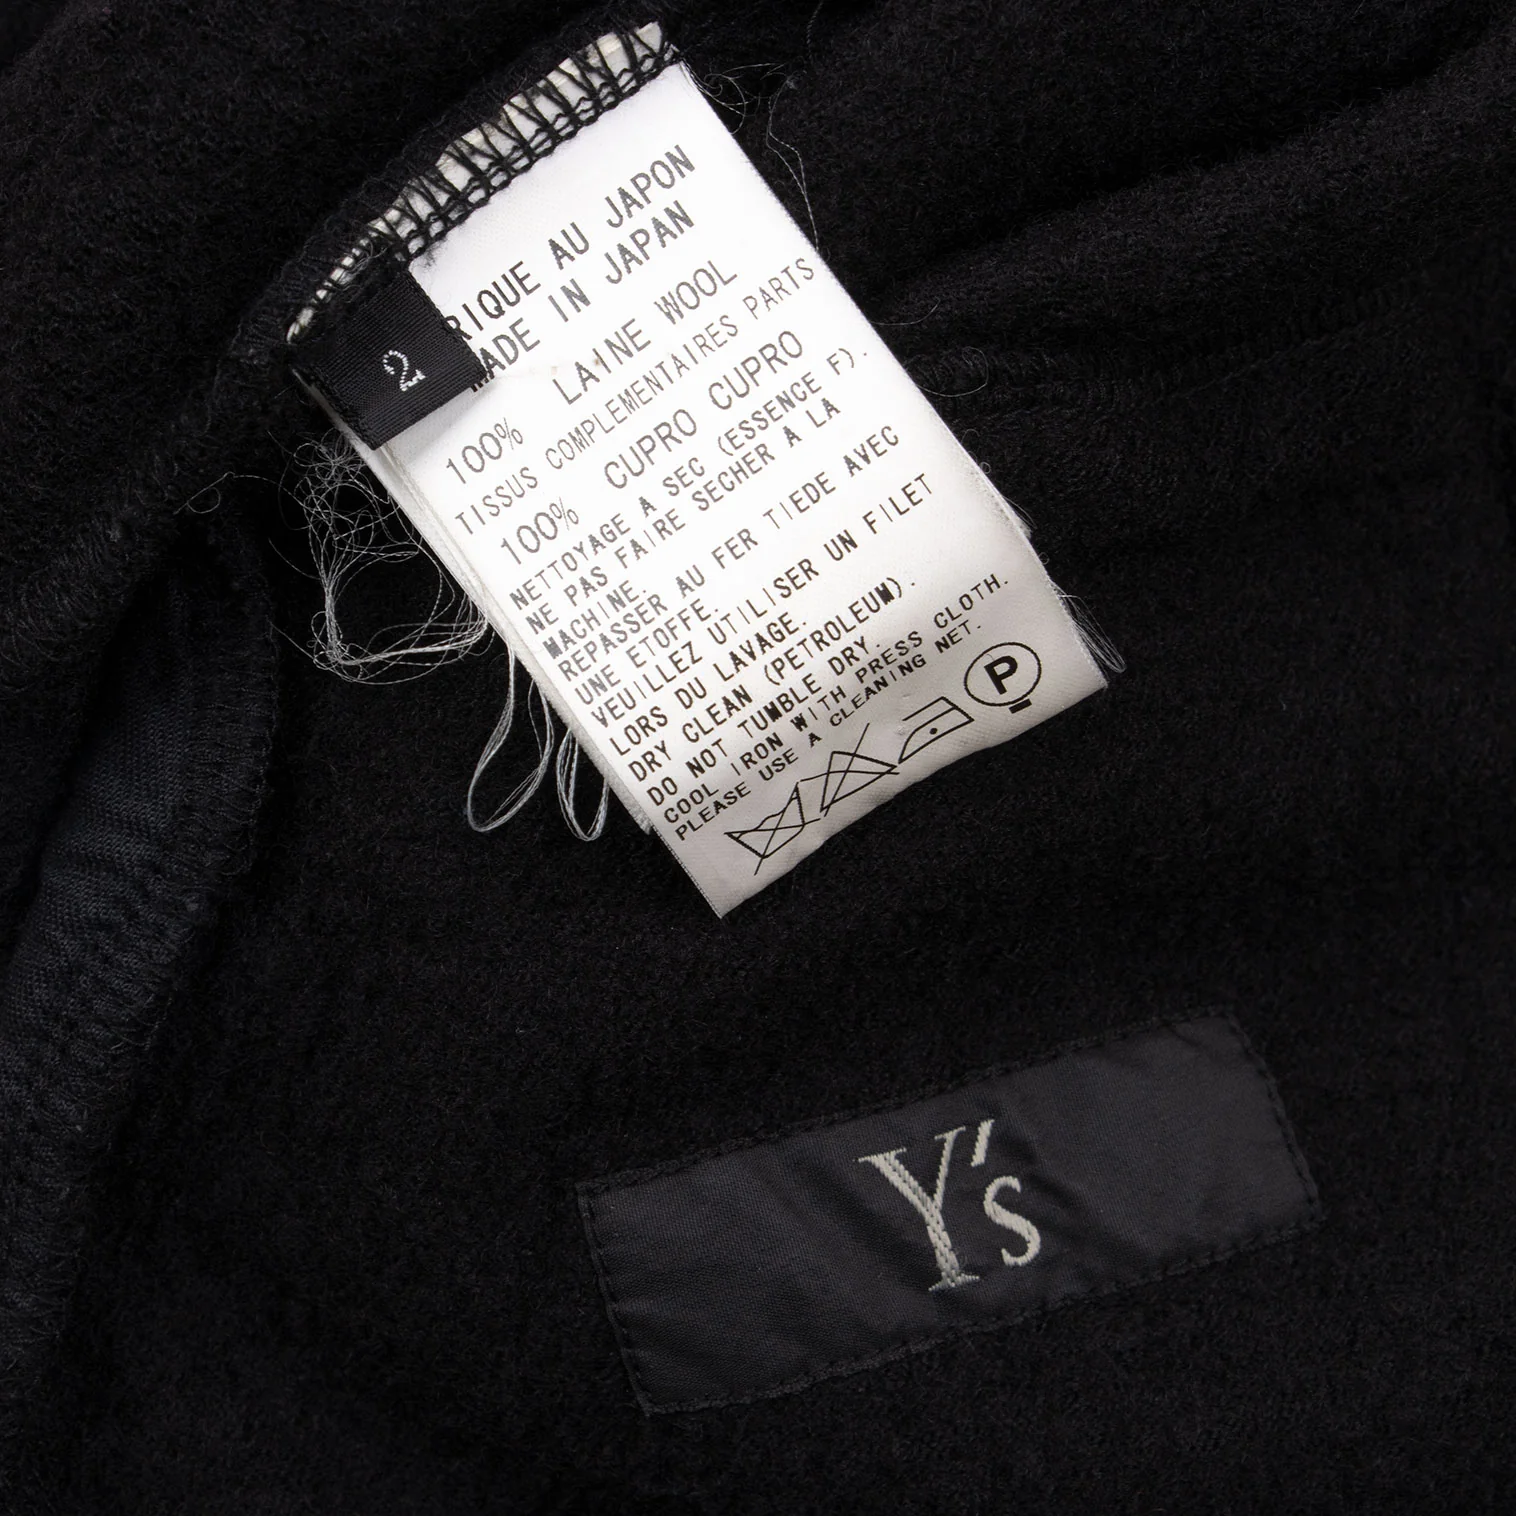 RIQUE AU JAPON
MADE IN JAPAN
2
100% LAINE WOOL
TISSUS COMPLEMENTAIRES PARTS
100% CUPRO CUPRO
NETTOYAGE A SEC (ESSENCE F).
NE PAS FAIRE SECHER A LA
MACHINE.
REPASSER AU FER TIEDE AVEC
UNE ETOFFE.
VEUILLEZ UTILISER UN FILET
LORS DU LAVAGE.
DRY CLEAN (PETROLEUM).
DO NOT TUMBLE DRY.
COOL IRON WITH PRESS CLOTH.
PLEASE USE A CLEANING NET.
P
Y's